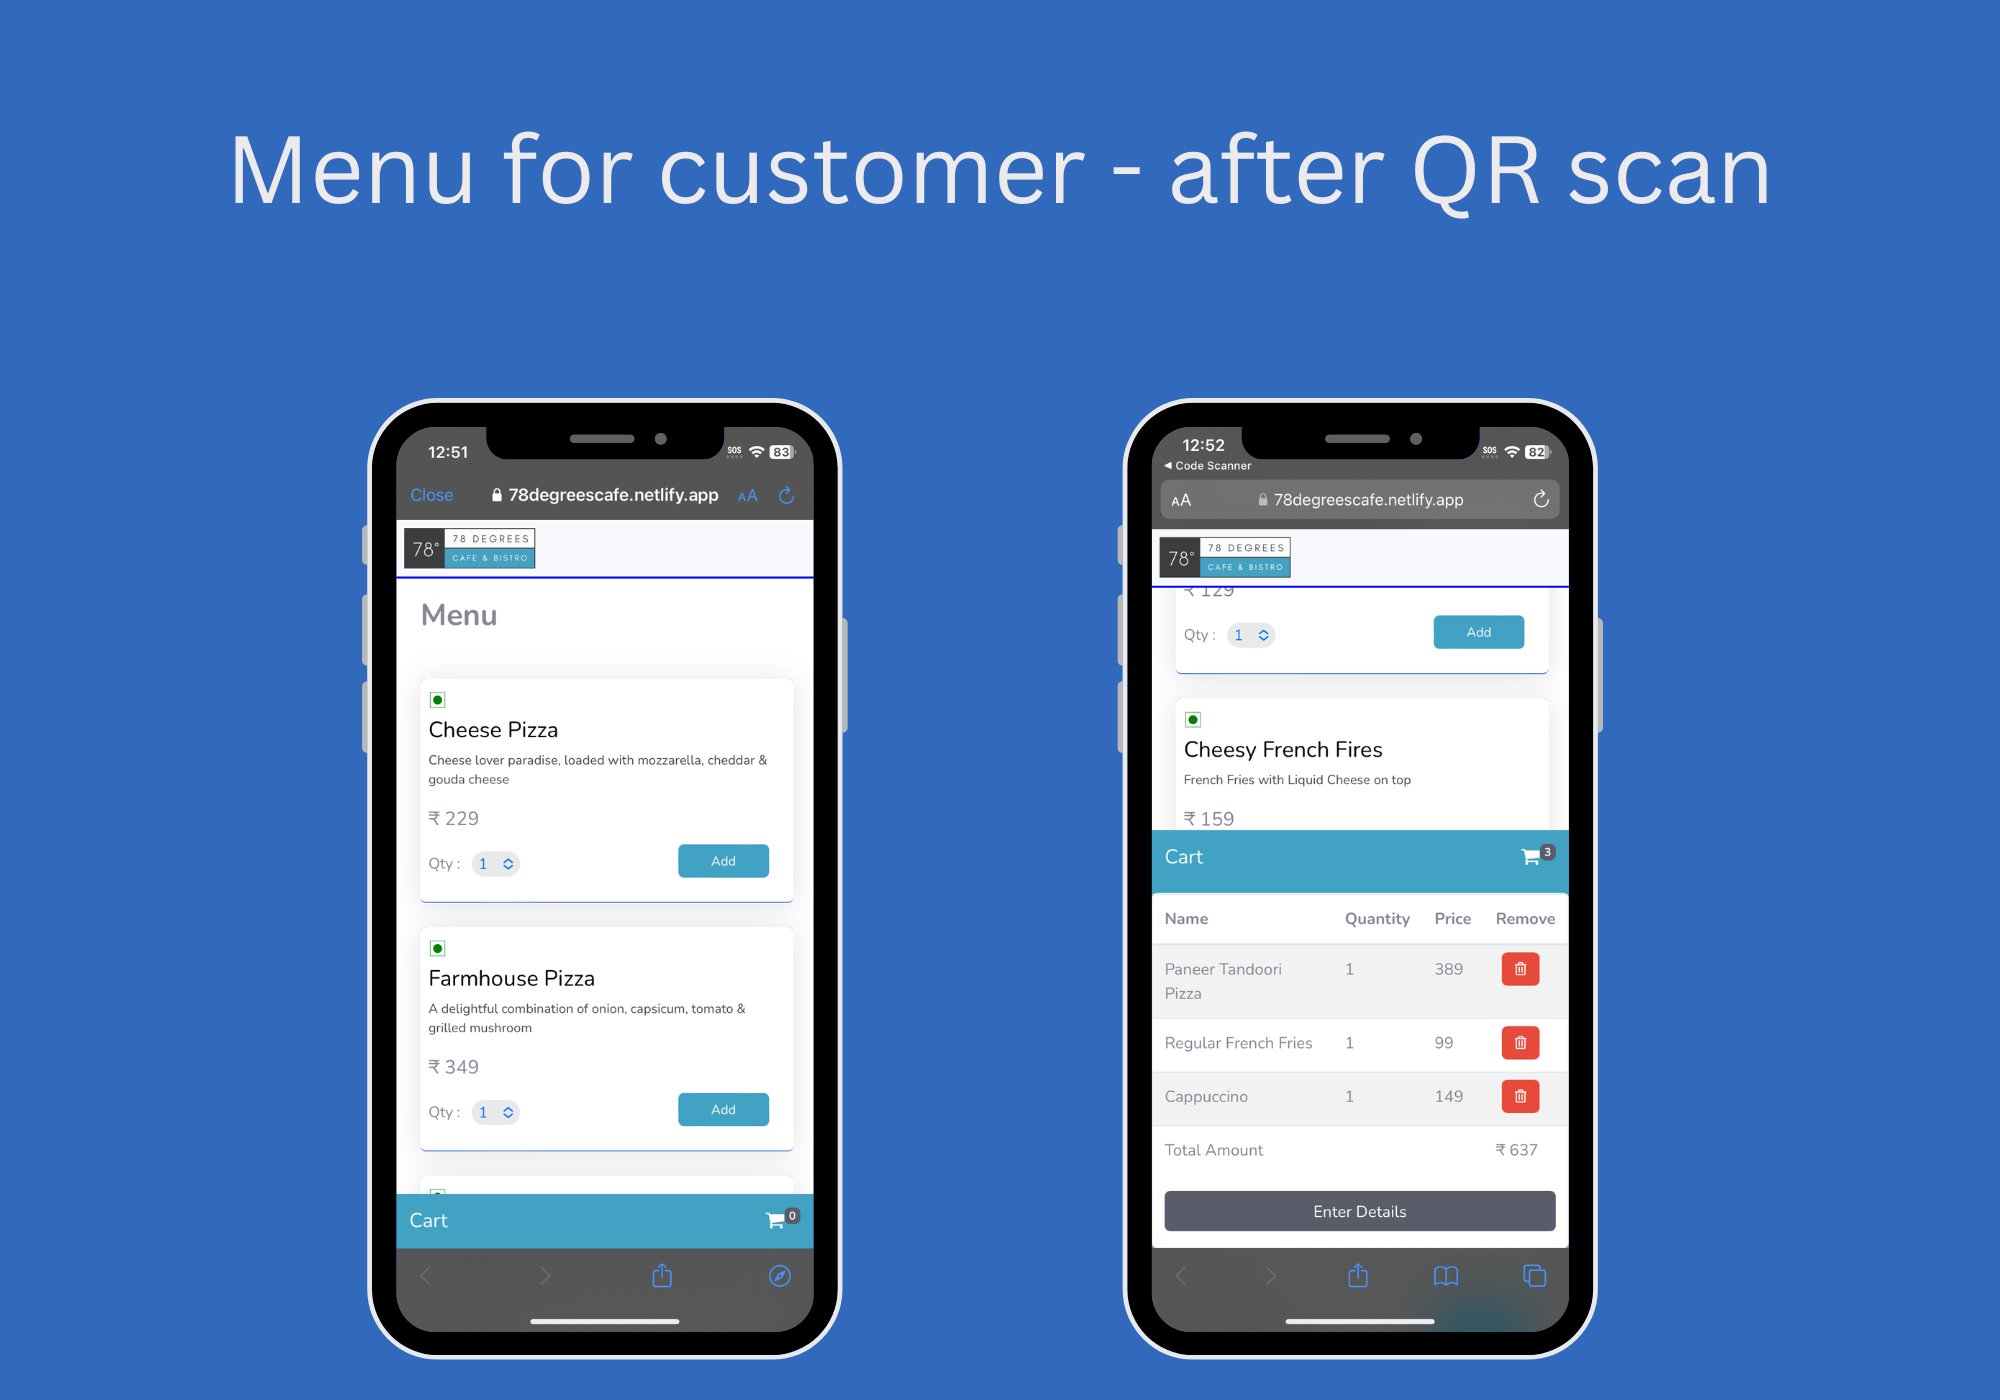 Menu for customer - after QR scan
12:51
SOS
83
Close
78degreescafe.netlify.app
AA
78°
78 DEGREES
CAFE & BISTRO
Menu
Cheese Pizza
Cheese lover paradise, loaded with mozzarella, cheddar &
gouda cheese
₹ 229
Qty : 1
Add
Farmhouse Pizza
A delightful combination of onion, capsicum, tomato &
grilled mushroom
₹ 349
Qty : 1
Add
Cart
0
12:52
SOS
82
◀ Code Scanner
AA
78degreescafe.netlify.app
78°
78 DEGREES
CAFE & BISTRO
₹ 129
Qty : 1
Add
Cheesy French Fires
French Fries with Liquid Cheese on top
₹ 159
Cart
3
Name Quantity Price Remove
Paneer Tandoori 1 389
Pizza
Regular French Fries 1 99
Cappuccino 1 149
Total Amount ₹ 637
Enter Details